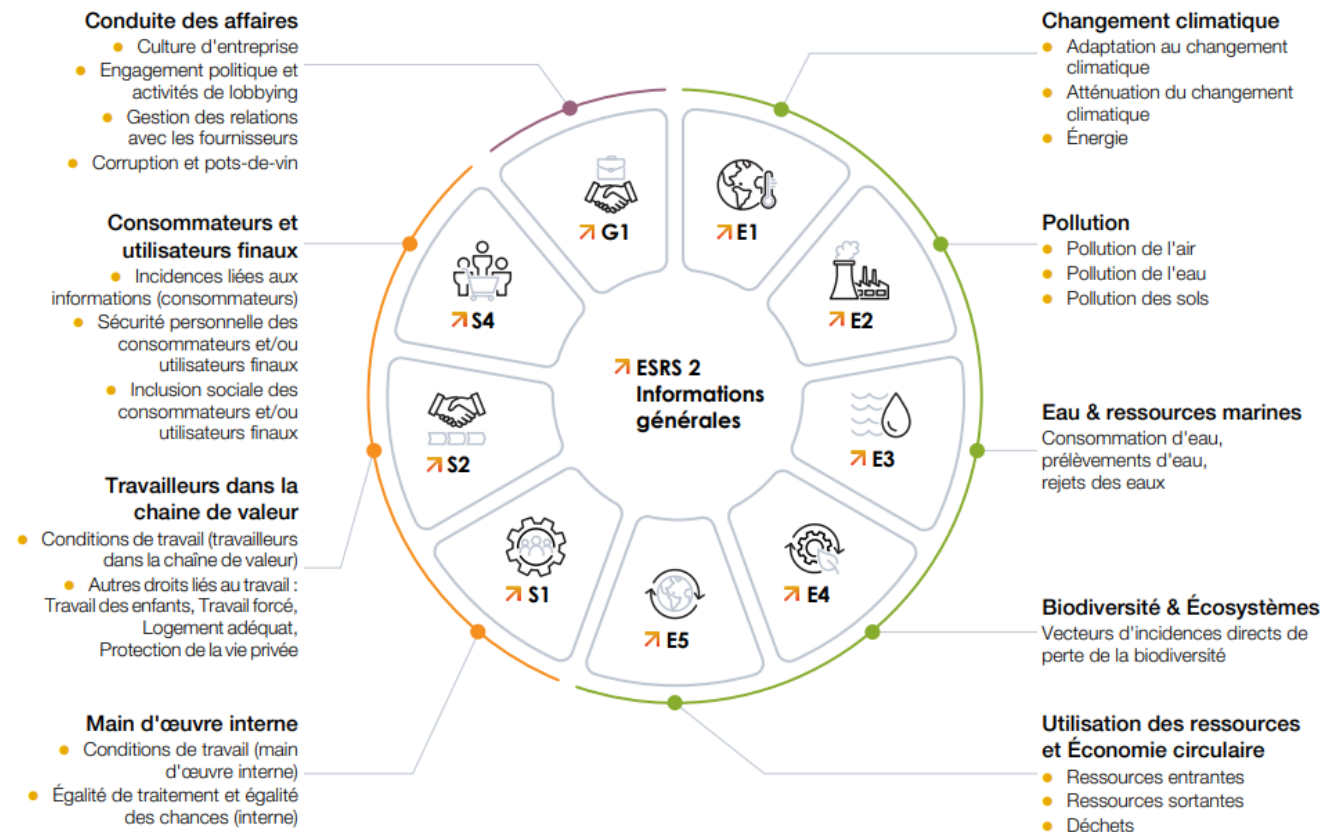 Conduite des affaires
● Culture d'entreprise
● Engagement politique et
activités de lobbying
● Gestion des relations
avec les fournisseurs
● Corruption et pots-de-vin
Consommateurs et
utilisateurs finaux
● Incidences liées aux
informations (consommateurs)
● Sécurité personnelle des
consommateurs et/ou
utilisateurs finaux
● Inclusion sociale des
consommateurs et/ou
utilisateurs finaux
Travailleurs dans la
chaine de valeur
● Conditions de travail (travailleurs
dans la chaîne de valeur)
● Autres droits liés au travail :
Travail des enfants, Travail forcé,
Logement adéquat,
Protection de la vie privée
Main d'œuvre interne
● Conditions de travail (main
d'œuvre interne)
● Égalité de traitement et égalité
des chances (interne)
G1
E1
S4
E2
ESRS 2
Informations
générales
S2
E3
S1
E4
E5
Changement climatique
● Adaptation au changement
climatique
● Atténuation du changement
climatique
● Énergie
Pollution
● Pollution de l'air
● Pollution de l'eau
● Pollution des sols
Eau & ressources marines
Consommation d'eau,
prélèvements d'eau,
rejets des eaux
Biodiversité & Écosystèmes
Vecteurs d'incidences directs de
perte de la biodiversité
Utilisation des ressources
et Économie circulaire
● Ressources entrantes
● Ressources sortantes
● Déchets